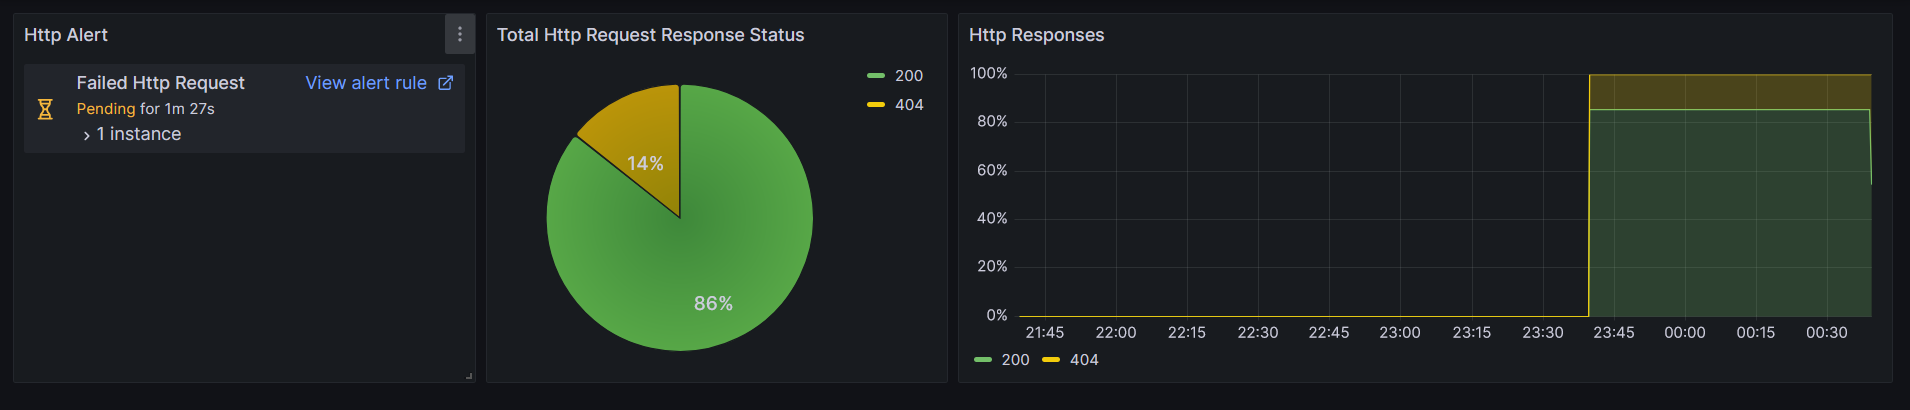 Http Alert
Failed Http Request
View alert rule
Pending for 1m 27s
1 instance
Total Http Request Response Status
200
404
14%
86%
Http Responses
100%
80%
60%
40%
20%
0%
21:45 22:00 22:15 22:30 22:45 23:00 23:15 23:30 23:45 00:00 00:15 00:30
200 404